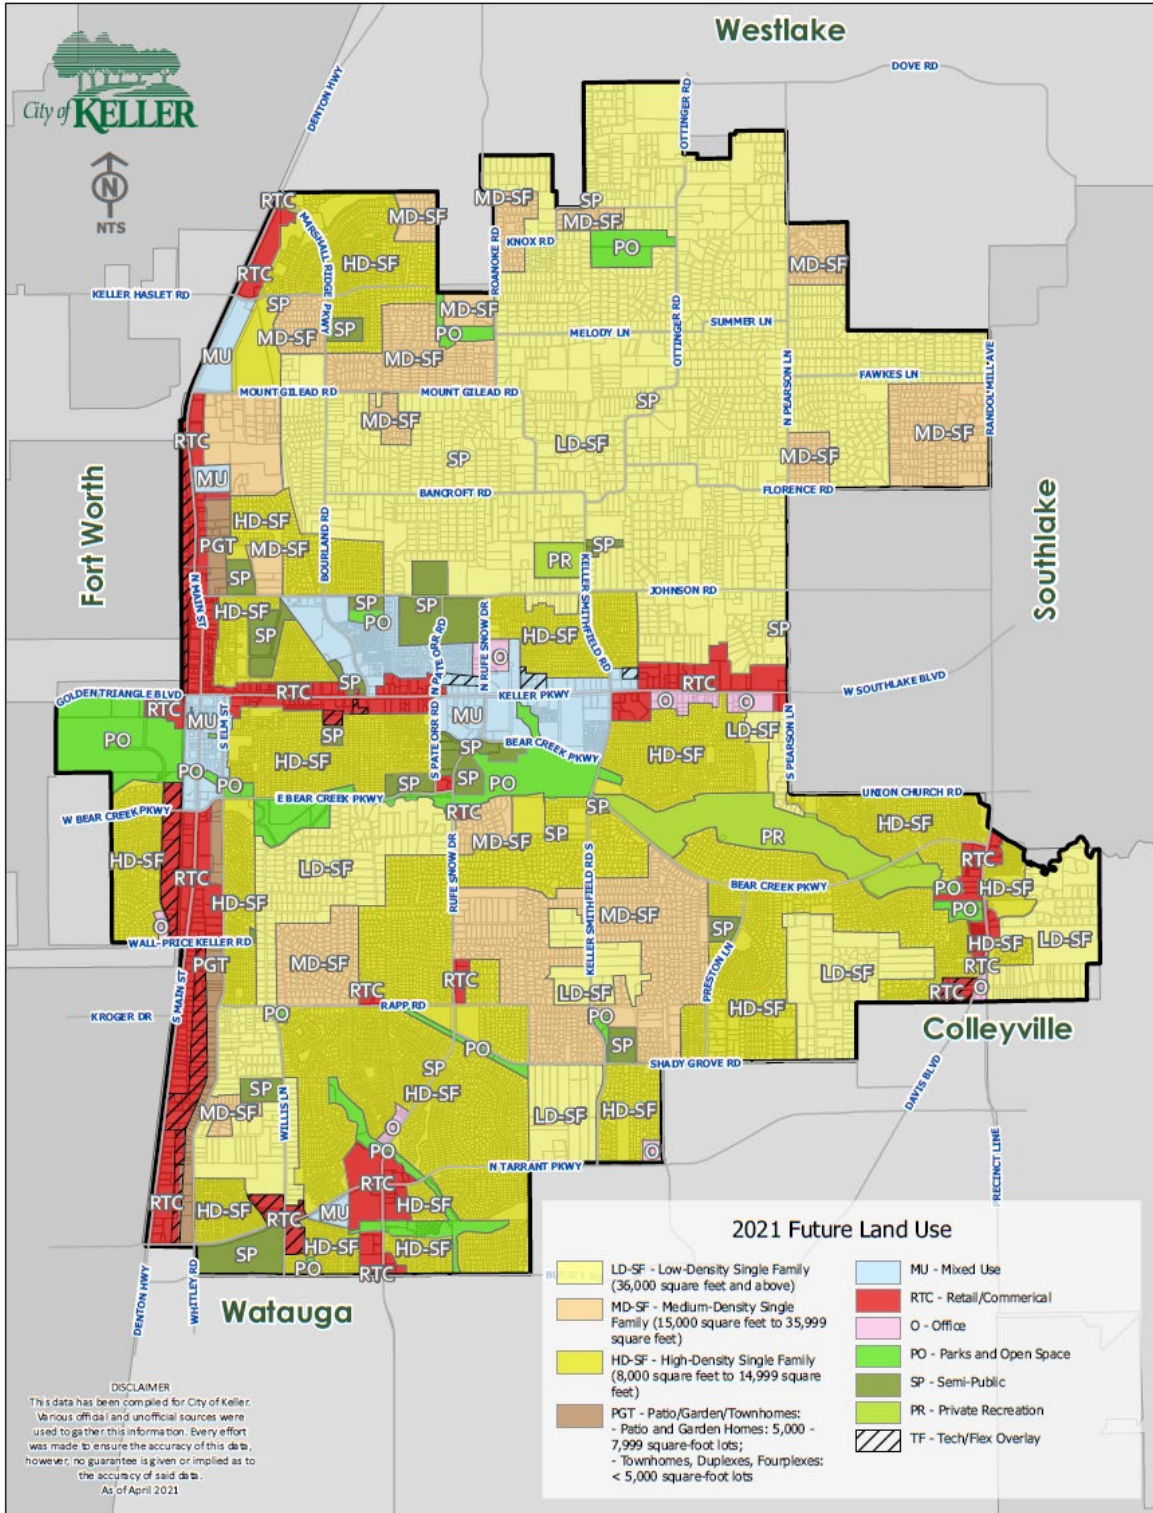 Westlake
DOVE RD
City of KELLER
DENTON HWY
OTTINGER RD
N
NTS
RTC
MD-SF
MD-SF
SP
MD-SF
MARSHALL RIDGE PKWY
HD-SF
ROANOKE RD
KNOX RD
PO
MD-SF
RTC
KELLER HASLET RD
SP
MD-SF
SP
MD-SF
PO
MELODY LN
OTTINGER RD
SUMMER LN
MU
MD-SF
N PEARSON LN
FAWKES LN
RANDOL MILL AVE
MOUNT GILEAD RD
MOUNT GILEAD RD
SP
MD-SF
LD-SF
MD-SF
RTC
SP
MD-SF
MU
BANCROFT RD
FLORENCE RD
Fort Worth
Southlake
HD-SF
BOURLAND RD
PGT
MD-SF
SP
PR
SP
KELLER SMITHFIELD RD
JOHNSON RD
N MAIN ST
HD-SF
SP
SP
SP
PO
N PATE ORR RD
N RUFE SNOW DR
HD-SF
SP
O
GOLDEN TRIANGLE BLVD
RTC
SP
KELLER PKWY
RTC
W SOUTHLAKE BLVD
RTC
MU
S ELM ST
MU
O
O
LD-SF
PO
SP
HD-SF
S PATE ORR RD
SP
BEAR CREEK PKWY
HD-SF
S PEARSON LN
PO
PO
SP
SP
PO
E BEAR CREEK PKWY
W BEAR CREEK PKWY
RTC
SP
UNION CHURCH RD
HD-SF
MD-SF
SP
PR
HD-SF
LD-SF
RUFE SNOW DR
RTC
RTC
BEAR CREEK PKWY
PO
HD-SF
HD-SF
KELLER SMITHFIELD RD S
MD-SF
PO
O
SP
WALL-PRICE KELLER RD
HD-SF
LD-SF
PGT
MD-SF
RTC
RTC
PRESTON LN
LD-SF
RTC
O
S MAIN ST
RTC
LD-SF
HD-SF
RAPP RD
KROGER DR
PO
PO
Colleyville
PO
SP
SP
SHADY GROVE RD
HD-SF
SP
MD-SF
WILLIS LN
LD-SF
HD-SF
DAVIS BLVD
O
PO
O
N TARRANT PKWY
PRECINCT LINE
RTC
RTC
HD-SF
RTC
MU
HD-SF
SP
HD-SF
HD-SF
PO
RTC
DENTON HWY
WHITLEY RD
Watauga
2021 Future Land Use
LD-SF - Low-Density Single Family
(36,000 square feet and above)
MD-SF - Medium-Density Single
Family (15,000 square feet to 35,999
square feet)
HD-SF - High-Density Single Family
(8,000 square feet to 14,999 square
feet)
PGT - Patio/Garden/Townhomes:
- Patio and Garden Homes: 5,000 -
7,999 square-foot lots;
- Townhomes, Duplexes, Fourplexes:
< 5,000 square-foot lots
MU - Mixed Use
RTC - Retail/Commerical
O - Office
PO - Parks and Open Space
SP - Semi-Public
PR - Private Recreation
TF - Tech/Flex Overlay
DISCLAIMER
This data has been compiled for City of Keller.
Various official and unofficial sources were
used to gather this information. Every effort
was made to ensure the accuracy of this data;
however, no guarantee is given or implied as to
the accuracy of said data.
As of April 2021